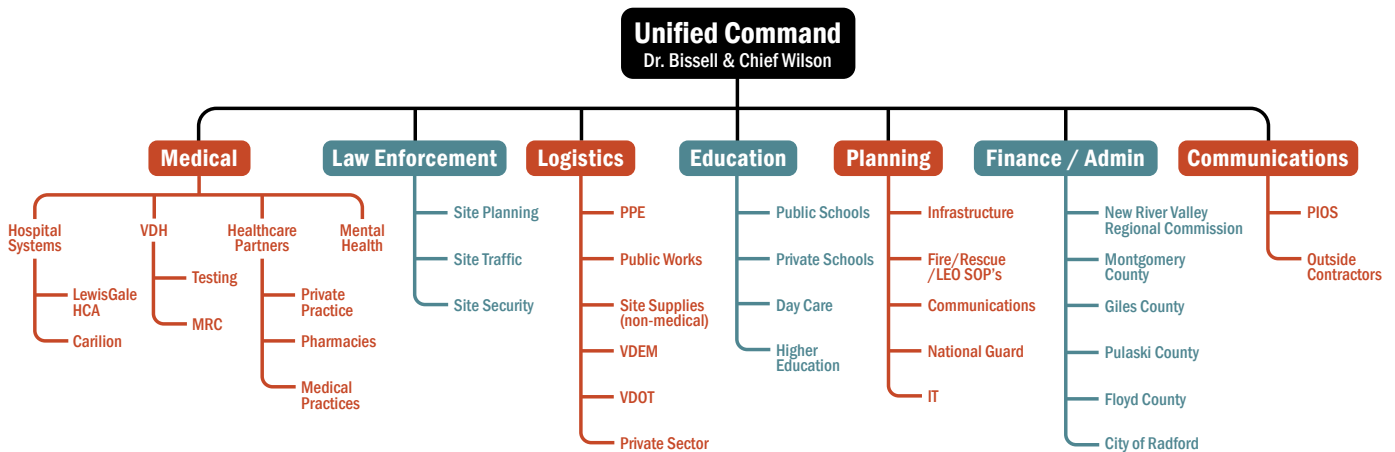 Unified Command
Dr. Bissell & Chief Wilson
Medical
Hospital
Systems
LewisGale
HCA
Carilion
VDH
Testing
MRC
Healthcare
Partners
Private
Practice
Pharmacies
Medical
Practices
Mental
Health
Law Enforcement
Site Planning
Site Traffic
Site Security
Logistics
PPE
Public Works
Site Supplies
(non-medical)
VDEM
VDOT
Private Sector
Education
Public Schools
Private Schools
Day Care
Higher
Education
Planning
Infrastructure
Fire/Rescue
/LEO SOP's
Communications
National Guard
IT
Finance / Admin
New River Valley
Regional Commission
Montgomery
County
Giles County
Pulaski County
Floyd County
City of Radford
Communications
PIOS
Outside
Contractors